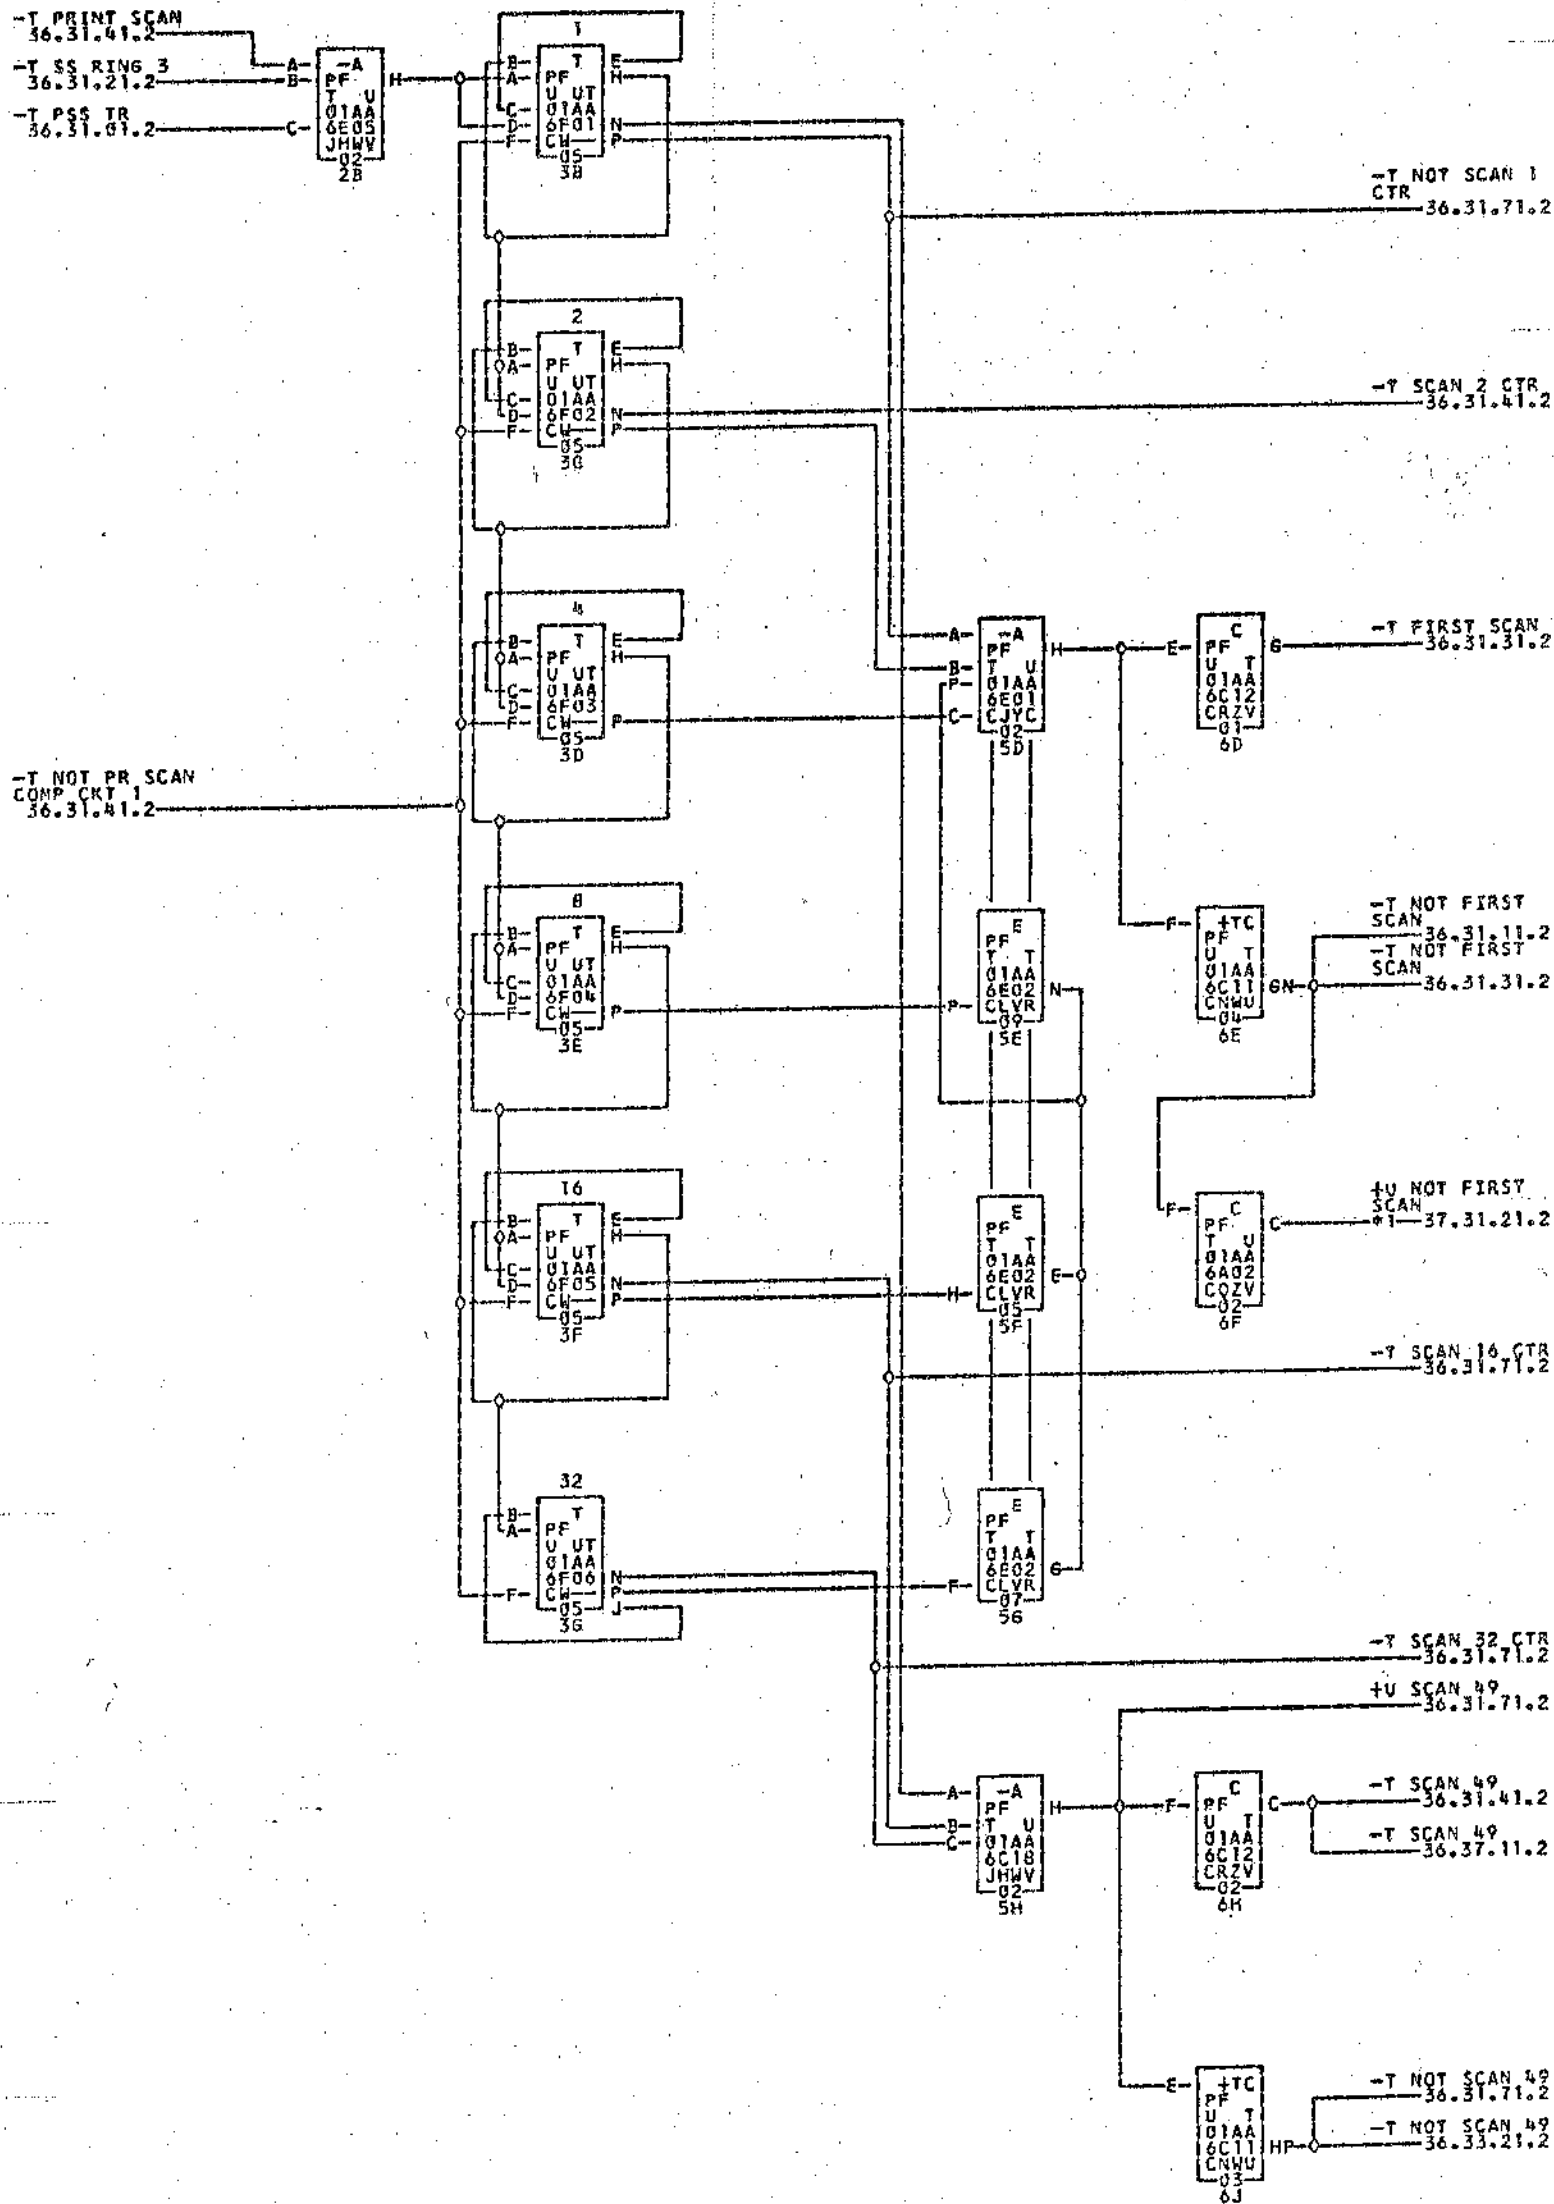 -T PRINT SCAN
36.31.41.2
-T SS RING 3
36.31.21.2
-T PSS TR
36.31.01.2
A
B
C
-A
PF
T U
01AA
6E05
JHWV
02
2B
H
1
B
A
C
D
F
T
PF
U UT
01AA
6F01
CW
05
3B
E
H
N
P
-T NOT SCAN 1
CTR
36.31.71.2
2
B
A
C
D
F
T
PF
U UT
01AA
6F02
CW
05
3C
E
H
N
P
-T SCAN 2 CTR
36.31.41.2
4
B
A
C
D
F
T
PF
U UT
01AA
6F03
CW
05
3D
E
H
P
A
B
P
C
-A
PF
T U
01AA
6E01
CJYC
02
5D
H
E
C
PF
U T
01AA
6C12
CRZV
01
6D
G
-T FIRST SCAN
36.31.31.2
-T NOT PR SCAN
COMP CKT 1
36.31.41.2
8
B
A
C
D
F
T
PF
U UT
01AA
6F04
CW
05
3E
E
H
P
P
E
PF
T T
01AA
6E02
CLVR
09
5E
N
F
+TC
PF
U T
01AA
6C11
CNWU
04
6E
GN
-T NOT FIRST
SCAN
36.31.11.2
-T NOT FIRST
SCAN
36.31.31.2
16
B
A
C
D
F
T
PF
U UT
01AA
6F05
CW
05
3F
E
H
N
P
H
E
PF
T T
01AA
6E02
CLVR
05
5F
E
F
C
PF
T U
01AA
6A02
CQZV
02
6F
C
+U NOT FIRST
SCAN
*1 37.31.21.2
-T SCAN 16 CTR
36.31.71.2
32
B
A
F
T
PF
U UT
01AA
6F06
CW
05
3G
N
P
J
F
E
PF
T T
01AA
6E02
CLVR
07
5G
G
-T SCAN 32 CTR
36.31.71.2
+U SCAN 49
36.31.71.2
A
B
C
-A
PF
T U
01AA
6C18
JHWV
02
5H
H
F
C
PF
U T
01AA
6C12
CRZV
02
6H
C
-T SCAN 49
36.31.41.2
-T SCAN 49
36.37.11.2
E
+TC
PF
U T
01AA
6C11
CNWU
03
6J
HP
-T NOT SCAN 49
36.31.71.2
-T NOT SCAN 49
36.33.21.2